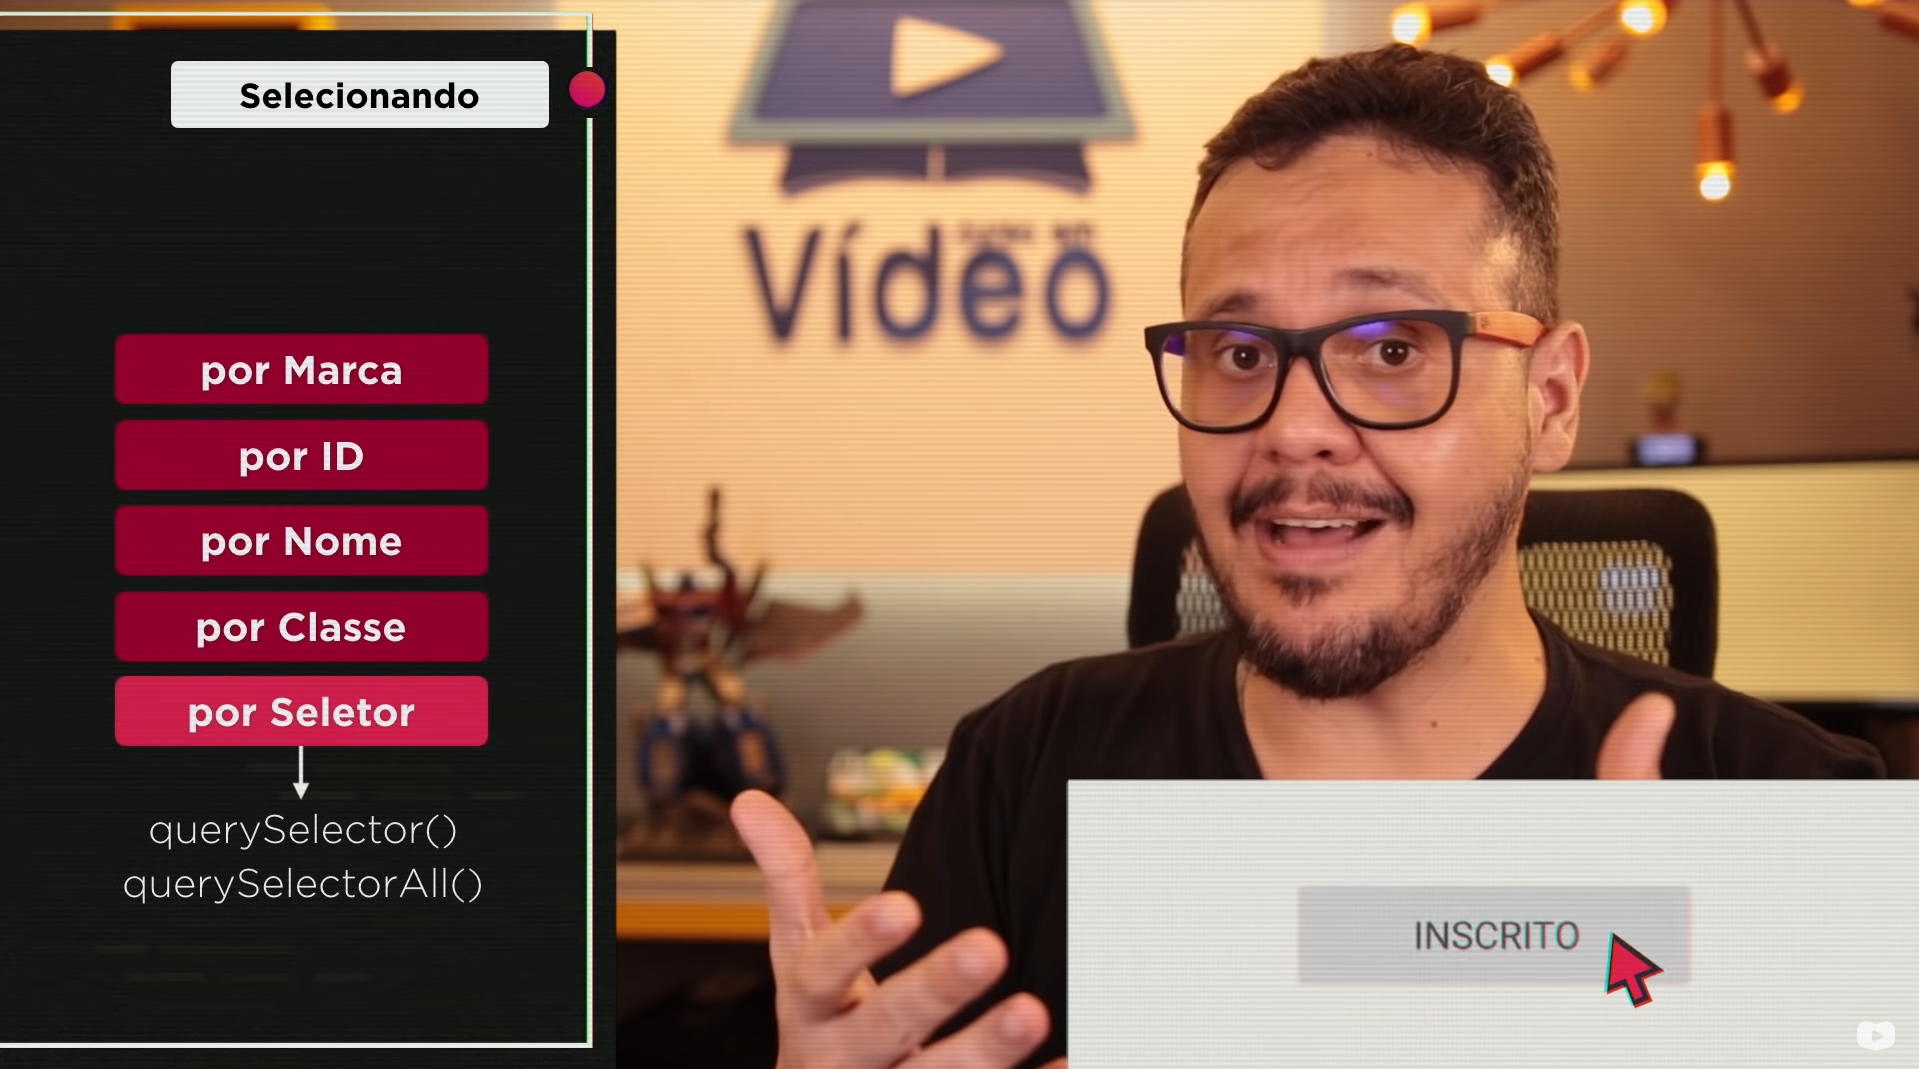 Selecionando
por Marca
por ID
por Nome
por Classe
por Seletor
querySelector()
querySelectorAll()
Vídeo
INSCRITO